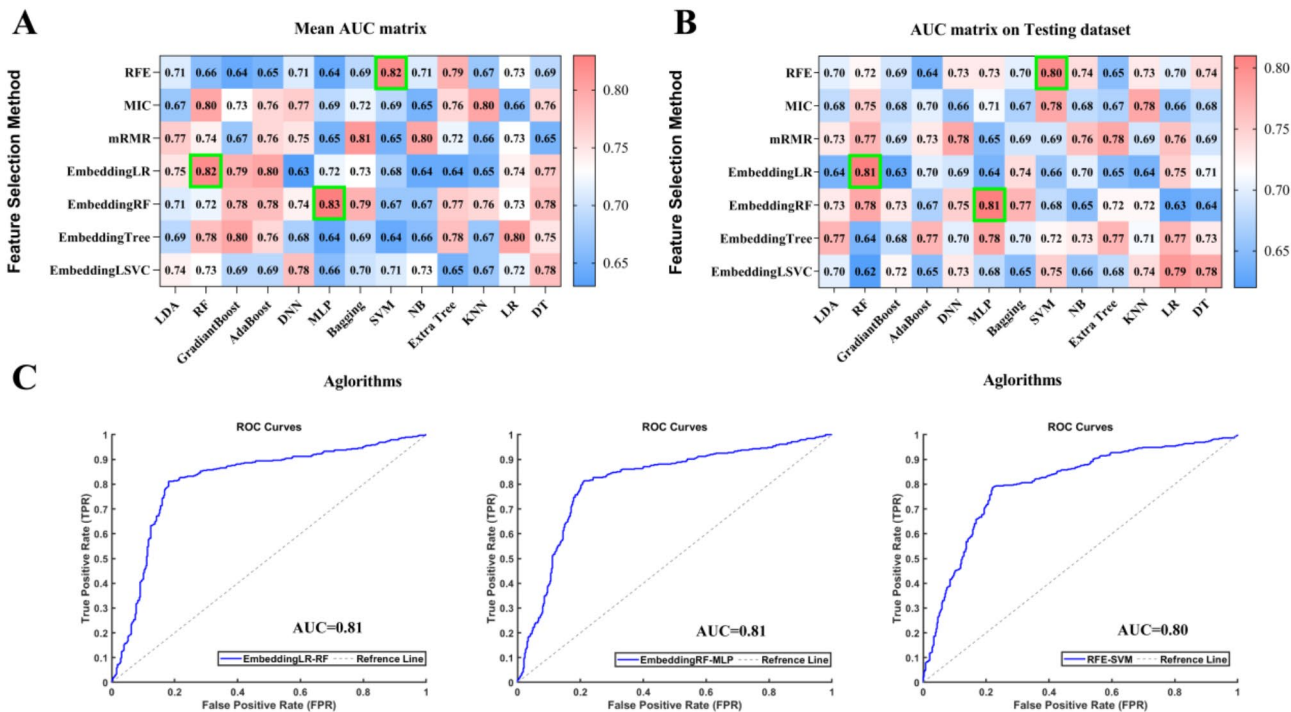 A
Mean AUC matrix
Feature Selection Method
RFE 0.71 0.66 0.64 0.65 0.71 0.64 0.69 0.82 0.71 0.79 0.67 0.73 0.69
MIC 0.67 0.80 0.73 0.76 0.77 0.69 0.72 0.69 0.65 0.76 0.80 0.66 0.76
mRMR 0.77 0.74 0.67 0.76 0.75 0.65 0.81 0.65 0.80 0.72 0.66 0.73 0.65
EmbeddingLR 0.75 0.82 0.79 0.80 0.63 0.72 0.73 0.68 0.64 0.64 0.65 0.74 0.77
EmbeddingRF 0.71 0.72 0.78 0.78 0.74 0.83 0.79 0.67 0.67 0.77 0.76 0.73 0.78
EmbeddingTree 0.69 0.78 0.80 0.76 0.68 0.64 0.67 0.64 0.66 0.78 0.67 0.80 0.75
EmbeddingLSVC 0.74 0.73 0.69 0.69 0.78 0.66 0.70 0.71 0.73 0.65 0.67 0.72 0.78
LDA RF GradiantBoost AdaBoost DNN MLP Bagging SVM NB Extra Tree KNN LR DT
0.80
0.75
0.70
0.65
Aglorithms
B
AUC matrix on Testing dataset
Feature Selection Method
RFE 0.70 0.72 0.69 0.64 0.73 0.73 0.70 0.80 0.74 0.65 0.73 0.70 0.74
MIC 0.68 0.75 0.68 0.70 0.66 0.71 0.67 0.78 0.68 0.67 0.78 0.66 0.68
mRMR 0.73 0.77 0.69 0.73 0.78 0.65 0.69 0.69 0.76 0.78 0.68 0.76 0.69
EmbeddingLR 0.64 0.81 0.63 0.70 0.69 0.64 0.74 0.66 0.70 0.65 0.64 0.75 0.71
EmbeddingRF 0.73 0.78 0.73 0.67 0.75 0.81 0.77 0.68 0.65 0.72 0.72 0.63 0.64
EmbeddingTree 0.77 0.64 0.68 0.77 0.70 0.78 0.70 0.72 0.73 0.77 0.71 0.77 0.73
EmbeddingLSVC 0.70 0.62 0.72 0.65 0.73 0.68 0.65 0.75 0.66 0.68 0.74 0.79 0.78
LDA RF GradiantBoost AdaBoost DNN MLP Bagging SVM NB Extra Tree KNN LR DT
0.80
0.75
0.70
0.65
Aglorithms
C
ROC Curves
True Positive Rate (TPR)
1
0.9
0.8
0.7
0.6
0.5
0.4
0.3
0.2
0.1
0
AUC=0.81
EmbeddingLR-RF Refrence Line
0 0.2 0.4 0.6 0.8 1
False Positive Rate (FPR)
ROC Curves
True Positive Rate (TPR)
1
0.9
0.8
0.7
0.6
0.5
0.4
0.3
0.2
0.1
0
AUC=0.81
EmbeddingRF-MLP Refrence Line
0 0.2 0.4 0.6 0.8 1
False Positive Rate (FPR)
ROC Curves
True Positive Rate (TPR)
1
0.9
0.8
0.7
0.6
0.5
0.4
0.3
0.2
0.1
0
AUC=0.80
RFE-SVM Refrence Line
0 0.2 0.4 0.6 0.8 1
False Positive Rate (FPR)